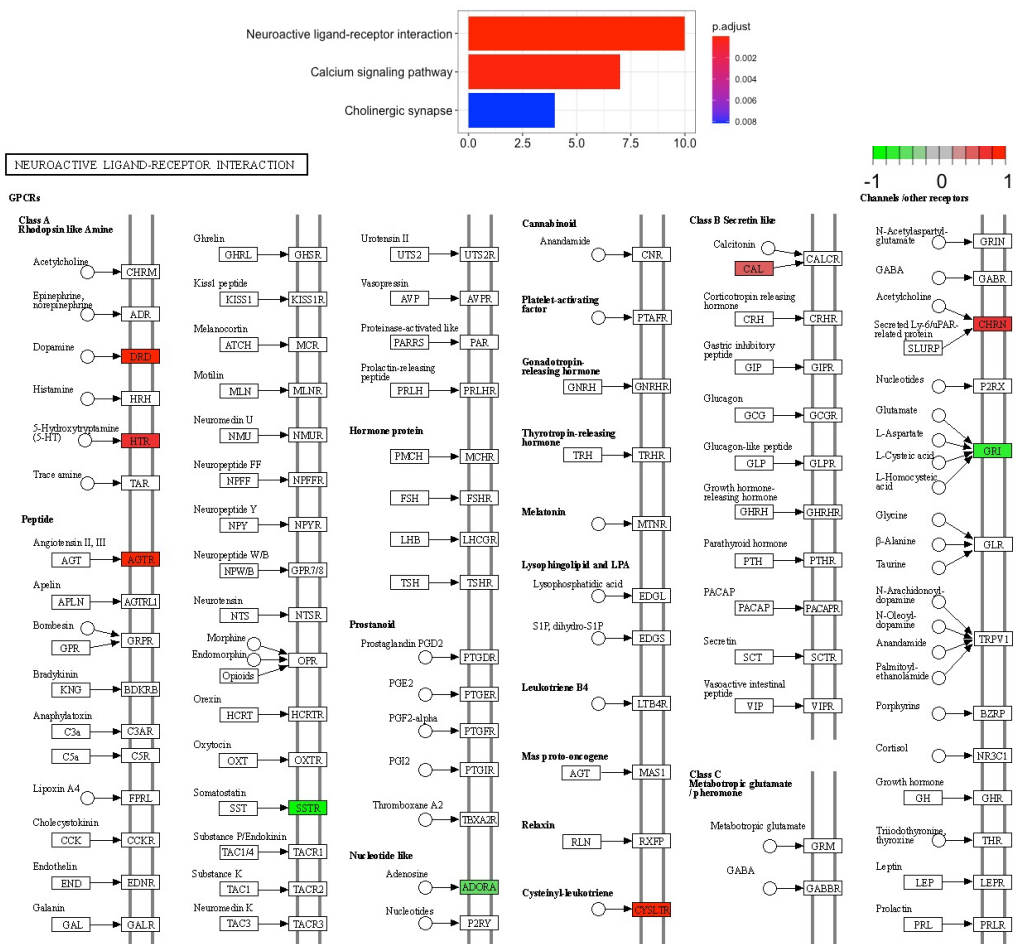 Neuroactive ligand-receptor interaction
Calcium signaling pathway
Cholinergic synapse
0.0 2.5 5.0 7.5 10.0
p.adjust
0.002
0.004
0.006
0.008
NEUROACTIVE LIGAND-RECEPTOR INTERACTION
-1 0 1
GPCRs
Class A
Rhodopsin like Amine
Acetylcholine
CHRM
Epinephrine,
norepinephrine
ADR
Dopamine
DRD
Histamine
HRH
5-Hydroxytryptamine
(5-HT)
HTR
Trace amine
TAR
Peptide
Angiotensin II, III
AGT AGTR
Apelin
APLN AGTRL1
Bombesin
GPR GRPR
Bradykinin
KNG BDKRB
Anaphylatoxin
C3a C3AR
C5a C5R
Lipoxin A4
FPRL
Cholecystokinin
CCK CCKR
Endothelin
END EDNR
Galanin
GAL GALR
Ghrelin
GHRL GHSR
Kiss1 peptide
KISS1 KISS1R
Melanocortin
ATCH MCR
Motilin
MLN MLNR
Neuromedin U
NMU NMUR
Neuropeptide FF
NPFF NPFFR
Neuropeptide Y
NPY NPYR
Neuropeptide W/B
NPW/B GPR7/8
Neurotensin
NTS NTSR
Morphine
Endomorphin
Opioids
OPR
Orexin
HCRT HCRTR
Oxytocin
OXT OXTR
Somatostatin
SST SSTR
Substance P/Endokinin
TAC1/4 TACR1
Substance K
TAC1 TACR2
Neuromedin K
TAC3 TACR3
Urotensin II
UTS2 UTS2R
Vasopressin
AVP AVPR
Proteinase-activated like
PARRS PAR
Prolactin-releasing
peptide
PRLH PRLHR
Hormone protein
PMCH MCHR
FSH FSHR
LHB LHCGR
TSH TSHR
Prostanoid
Prostaglandin PGD2
PTGDR
PGE2
PTGER
PGF2-alpha
PTGFR
PGI2
PTGIR
Thromboxane A2
TBXA2R
Nucleotide like
Adenosine
ADORA
Nucleotides
P2RY
Cannabinoid
Anandamide
CNR
Platelet-activating
factor
PTAFR
Gonadotropin-
releasing hormone
GNRH GNRHR
Thyrotropin-releasing
hormone
TRH TRHR
Melatonin
MTNR
Lysophingolipid and LPA
Lysophosphatidic acid
EDGL
S1P, dihydro-S1P
EDGS
Leukotriene B4
LTB4R
Mas proto-oncogene
AGT MAS1
Relaxin
RLN RXFP
Cysteinyl-leukotriene
CYSLTR
Class B Secretin like
Calcitonin
CAL CALCR
Corticotropin releasing
hormone
CRH CRHR
Gastric inhibitory
peptide
GIP GIPR
Glucagon
GCG GCGR
Glucagon-like peptide
GLP GLPR
Growth hormone-
releasing hormone
GHRH GHRHR
Parathyroid hormone
PTH PTHR
PACAP
PACAP PACAPR
Secretin
SCT SCTR
Vasoactive intestinal
peptide
VIP VIPR
Class C
Metabotropic glutamate
/ pheromone
Metabotropic glutamate
GRM
GABA
GABBR
Channels/other receptors
N-Acetylaspartyl-
glutamate
GRIN
GABA
GABR
Acetylcholine
CHRN
Secreted Ly-6/uPAR-
related protein
SLURP
Nucleotides
P2RX
Glutamate
L-Aspartate
L-Cysteic acid
L-Homocysteic
acid
GRI
Glycine
β-Alanine
Taurine
GLR
N-Arachidonoyl-
dopamine
N-Oleoyl-
dopamine
Anandamide
Palmitoyl-
ethanolamide
TRPV1
Porphyrins
BZRP
Cortisol
NR3C1
Growth hormone
GH GHR
Triiodothyronine,
thyroxine
THR
Leptin
LEP LEPR
Prolactin
PRL PRLR